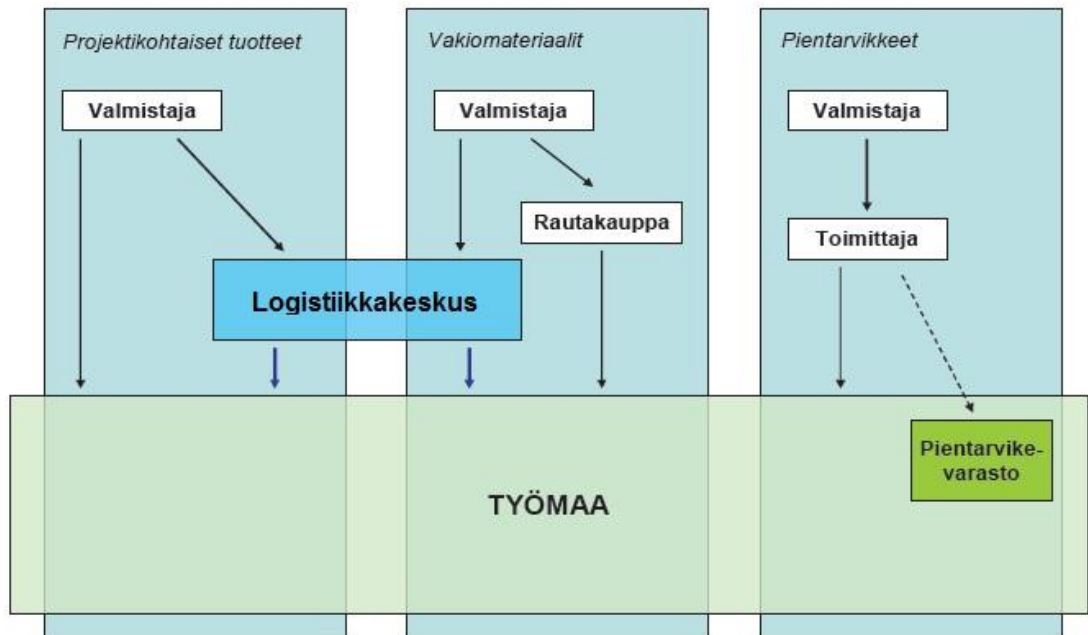 Projektikohtaiset tuotteet
Vakiomateriaalit
Pientarvikkeet
Valmistaja
Valmistaja
Valmistaja
Rautakauppa
Toimittaja
Logistiikkakeskus
Pientarvike-
varasto
TYÖMAA